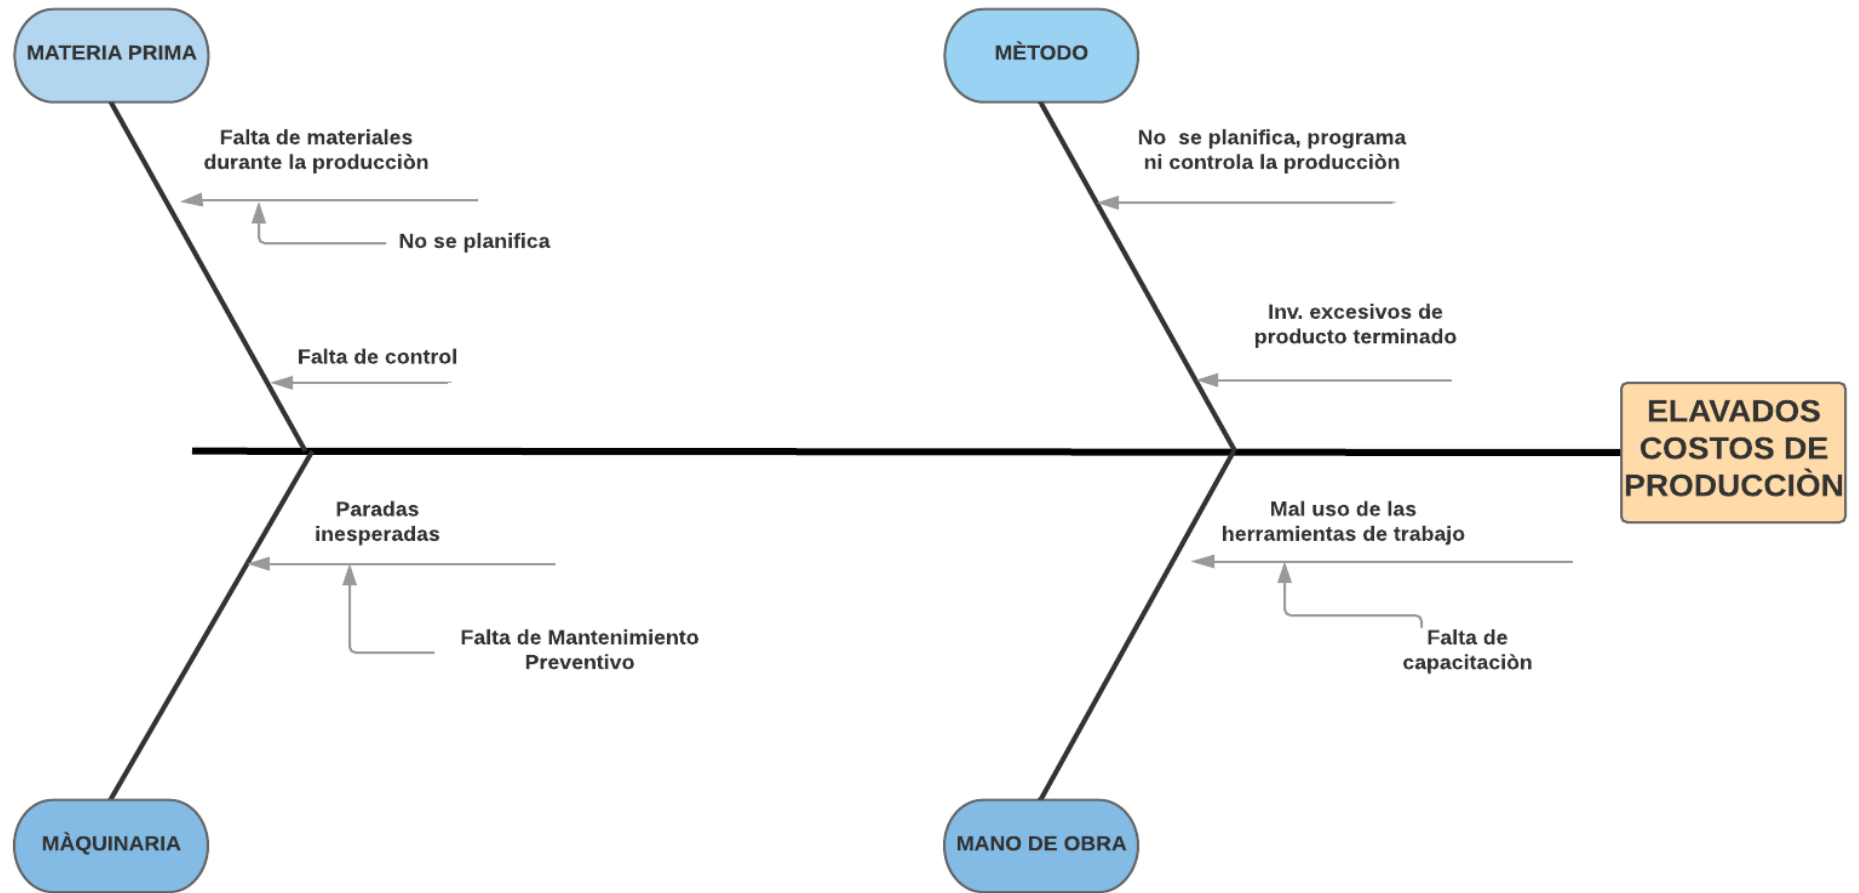 MATERIA PRIMA
MÈTODO
Falta de materiales
durante la producciòn
No se planifica, programa
ni controla la producciòn
No se planifica
Inv. excesivos de
producto terminado
Falta de control
ELAVADOS
COSTOS DE
PRODUCCIÒN
Paradas
inesperadas
Mal uso de las
herramientas de trabajo
Falta de Mantenimiento
Preventivo
Falta de
capacitaciòn
MÀQUINARIA
MANO DE OBRA